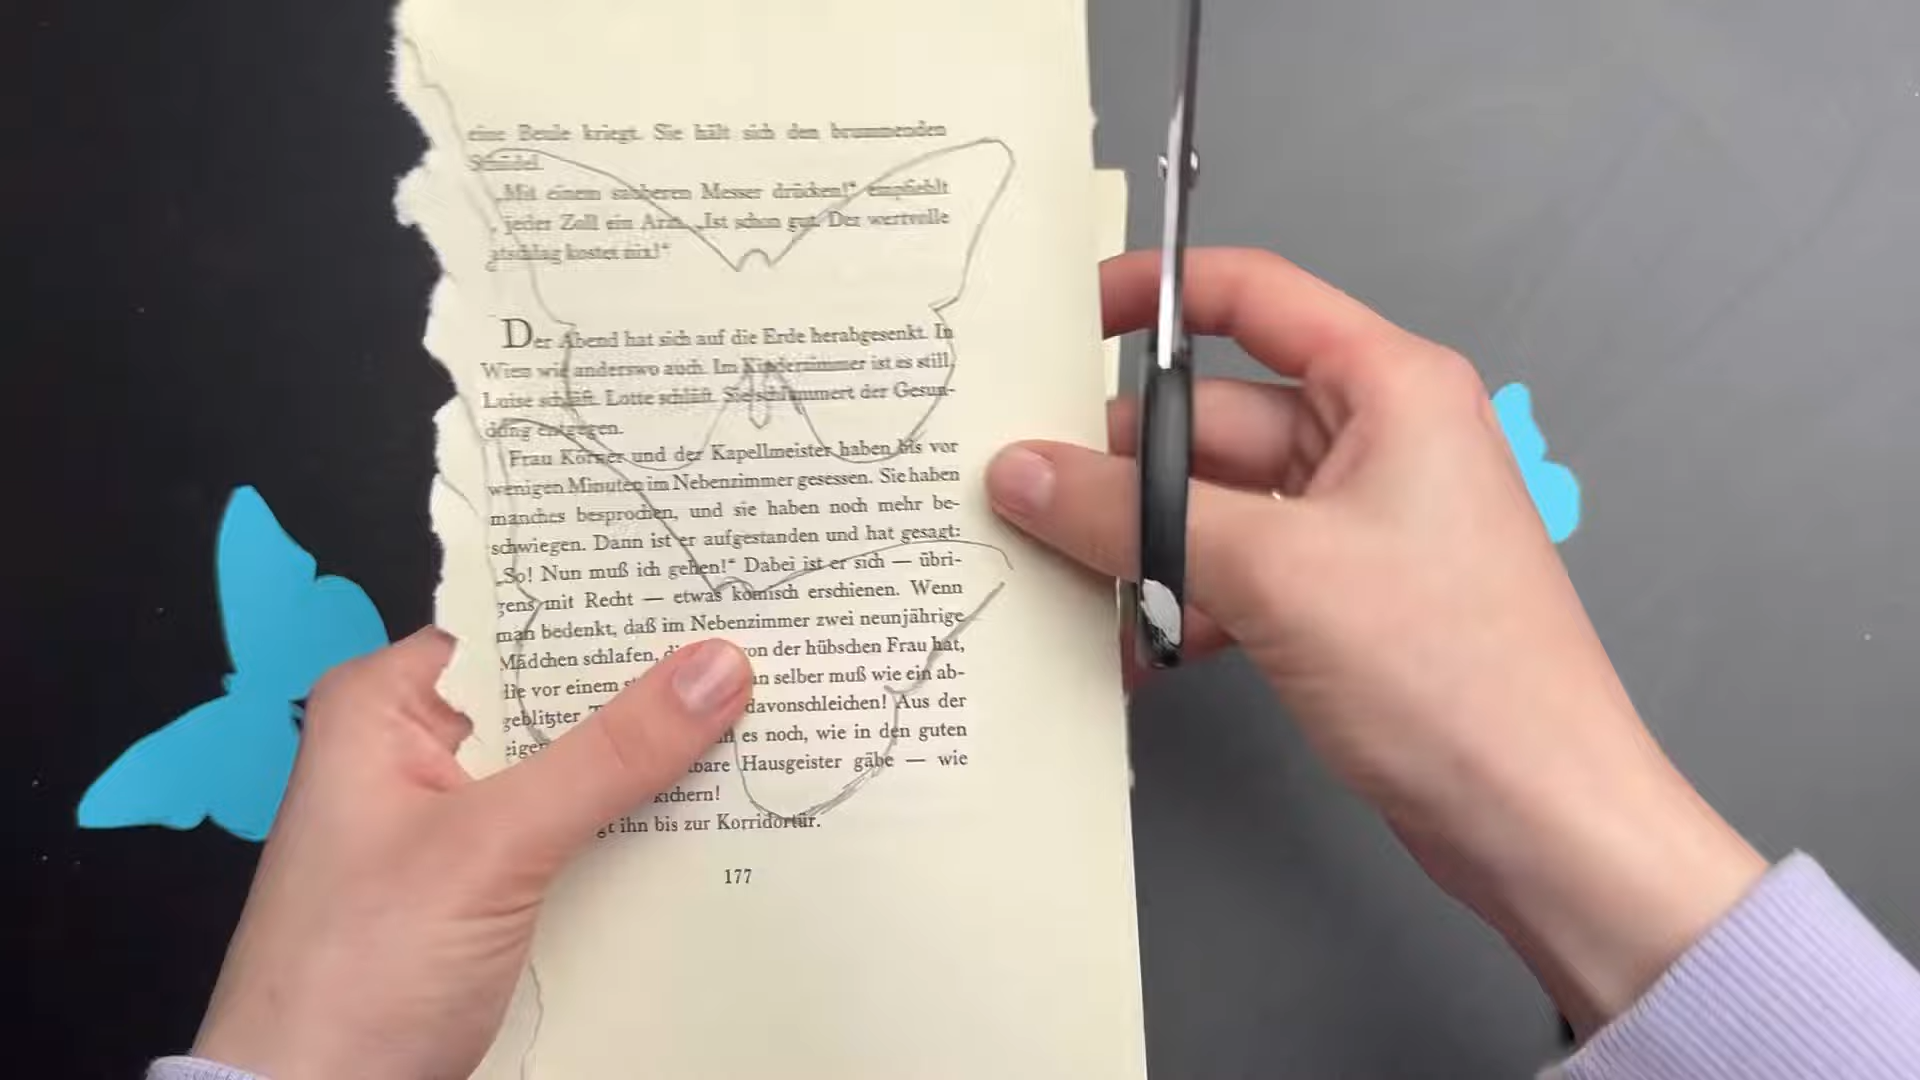 eine Beule kriegt. Sie hält sich den brummenden
Schädel.
„Mit einem sauberen Messer drücken!“ empfiehlt
, jeder Zoll ein Arzt. „Ist schon gut. Der wertvolle
atschlag kostet nix!“
Der Abend hat sich auf die Erde herabgesenkt. In
Wien wie anderswo auch. Im Kinderzimmer ist es still.
Luise schläft. Lotte schläft. Sie schlummert der Gesun-
dung entgegen.
Frau Körner und der Kapellmeister haben bis vor
wenigen Minuten im Nebenzimmer gesessen. Sie haben
manches besprochen, und sie haben noch mehr be-
schwiegen. Dann ist er aufgestanden und hat gesagt:
„So! Nun muß ich gehen!“ Dabei ist er sich — übri-
gens mit Recht — etwas komisch erschienen. Wenn
man bedenkt, daß im Nebenzimmer zwei neunjährige
Mädchen schlafen, von der hübschen Frau hat,
die vor einem selber muß wie ein ab-
geblitzter davonschleichen! Aus der
es noch, wie in den guten
Hausgeister gäbe — wie
kichern!
ihn bis zur Korridortür.
177